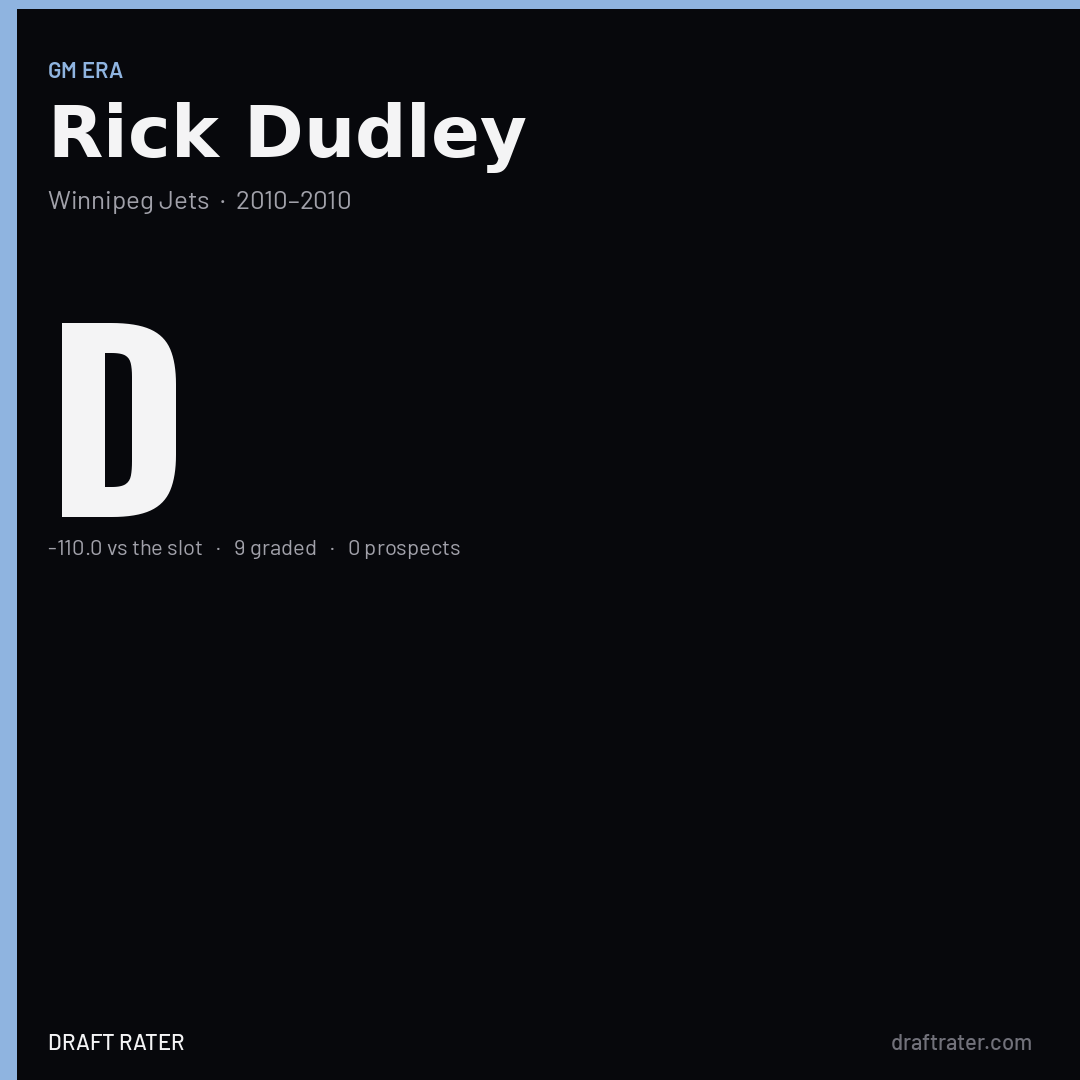 GM ERA
Rick Dudley
Winnipeg Jets · 2010–2010
D
-110.0 vs the slot · 9 graded · 0 prospects
DRAFT RATER
draftrater.com